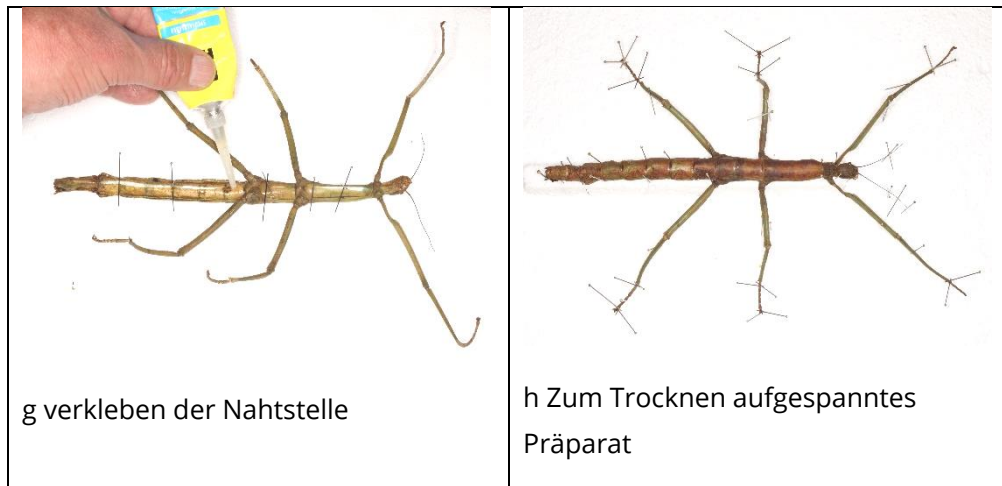 g verkleben der Nahtstelle
h Zum Trocknen aufgespanntes
Präparat